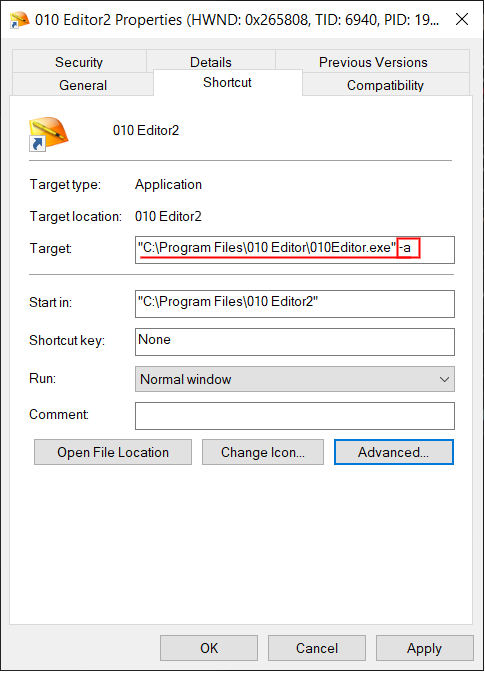 010 Editor2 Properties (HWND: 0x265808, TID: 6940, PID: 19...
Security Details Previous Versions
General Shortcut Compatibility
010 Editor2
Target type: Application
Target location: 010 Editor2
Target: "C:\Program Files\010 Editor\010Editor.exe" -a
Start in: "C:\Program Files\010 Editor2"
Shortcut key: None
Run: Normal window
Comment:
Open File Location Change Icon... Advanced...
OK Cancel Apply